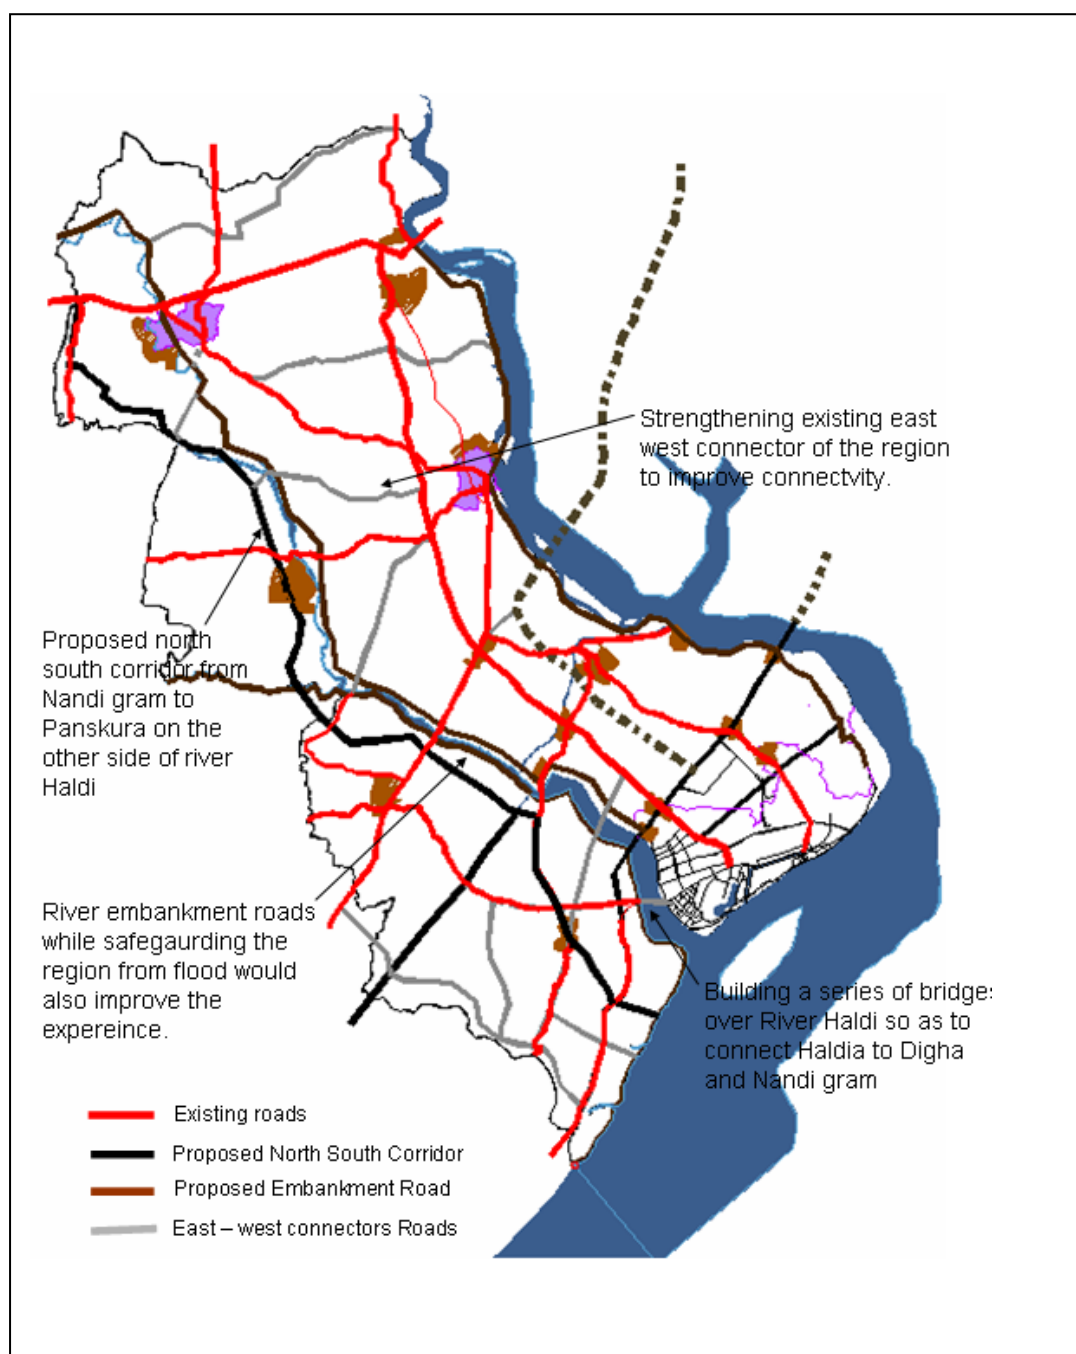 Strengthening existing east
west connector of the region
to improve connectvity.
Proposed north
south corridor from
Nandi gram to
Panskura on the
other side of river
Haldi
River embankment roads
while safegaurding the
region from flood would
also improve the
expereince.
Building a series of bridges
over River Haldi so as to
connect Haldia to Digha
and Nandi gram
Existing roads
Proposed North South Corridor
Proposed Embankment Road
East – west connectors Roads